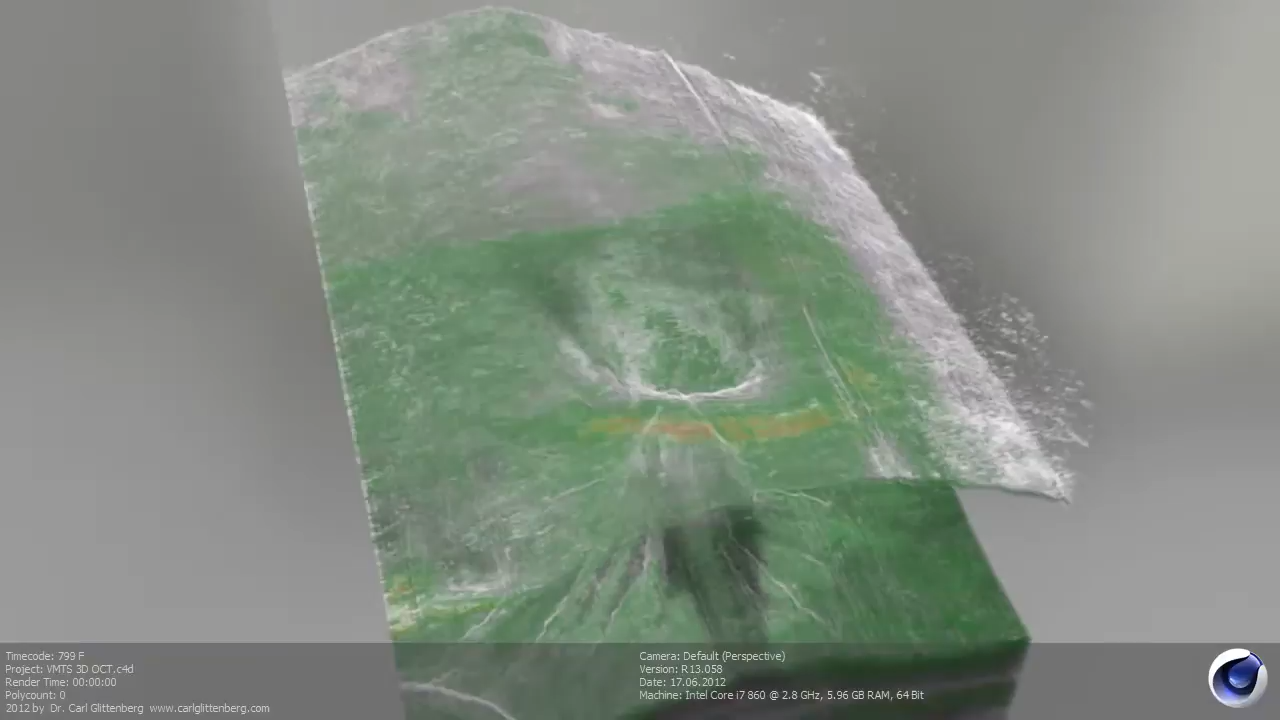 Timecode: 799 F
Project: VMTS 3D OCT.c4d
Render Time: 00:00:00
Polycount: 0
2012 by Dr. Carl Glittenberg www.carlglittenberg.com
Camera: Default (Perspective)
Version: R13.058
Date: 17.06.2012
Machine: Intel Core i7 860 @ 2.8 GHz, 5.96 GB RAM, 64 Bit